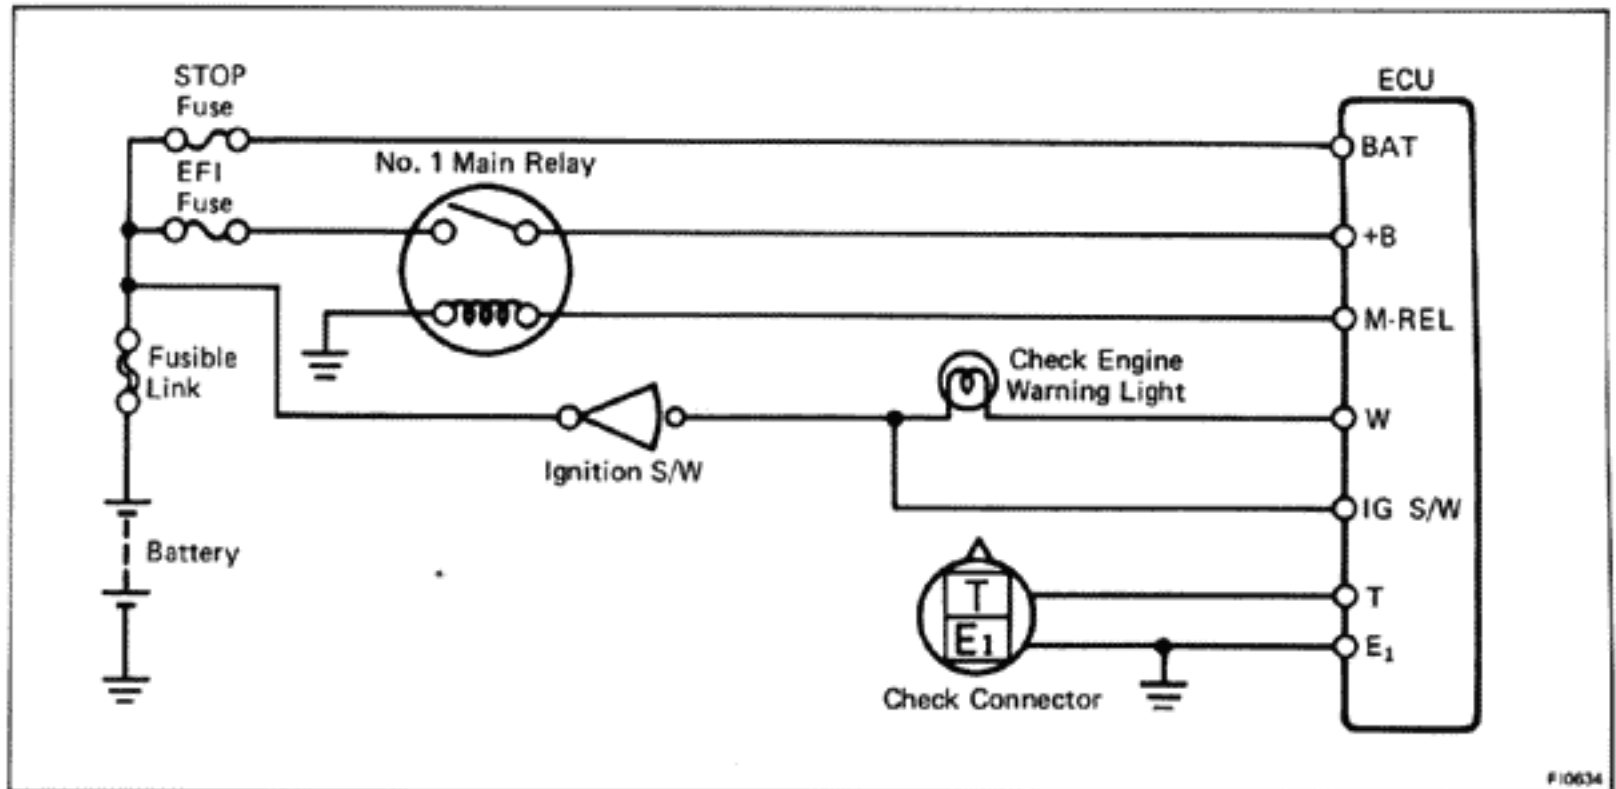 STOP
Fuse
ECU
BAT
No. 1 Main Relay
EFI
Fuse
+B
M-REL
Fusible
Link
Check Engine
Warning Light
W
Ignition S/W
IG S/W
Battery
T
T
E1
E1
Check Connector
FI0634